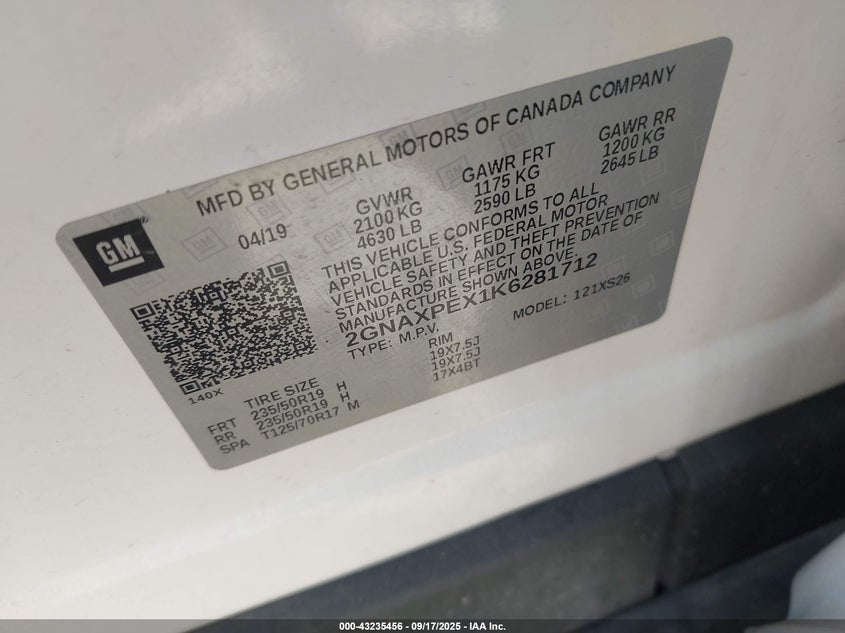 MFD BY GENERAL MOTORS OF CANADA COMPANY
GM
®
04/19
GVWR
2100 KG
4630 LB
GAWR FRT
1175 KG
2590 LB
GAWR RR
1200 KG
2645 LB
THIS VEHICLE CONFORMS TO ALL
APPLICABLE U.S. FEDERAL MOTOR
VEHICLE SAFETY AND THEFT PREVENTION
STANDARDS IN EFFECT ON THE DATE OF
MANUFACTURE SHOWN ABOVE.
2GNAXPEX1K6281712
TYPE: M.P.V.
MODEL: 121XS26
140X
TIRE SIZE
RIM
FRT 235/50R19 H 19X7.5J
RR 235/50R19 H 19X7.5J
SPA T125/70R17 M 17X4BT
000-43235456 - 09/17/2025 - IAA Inc.